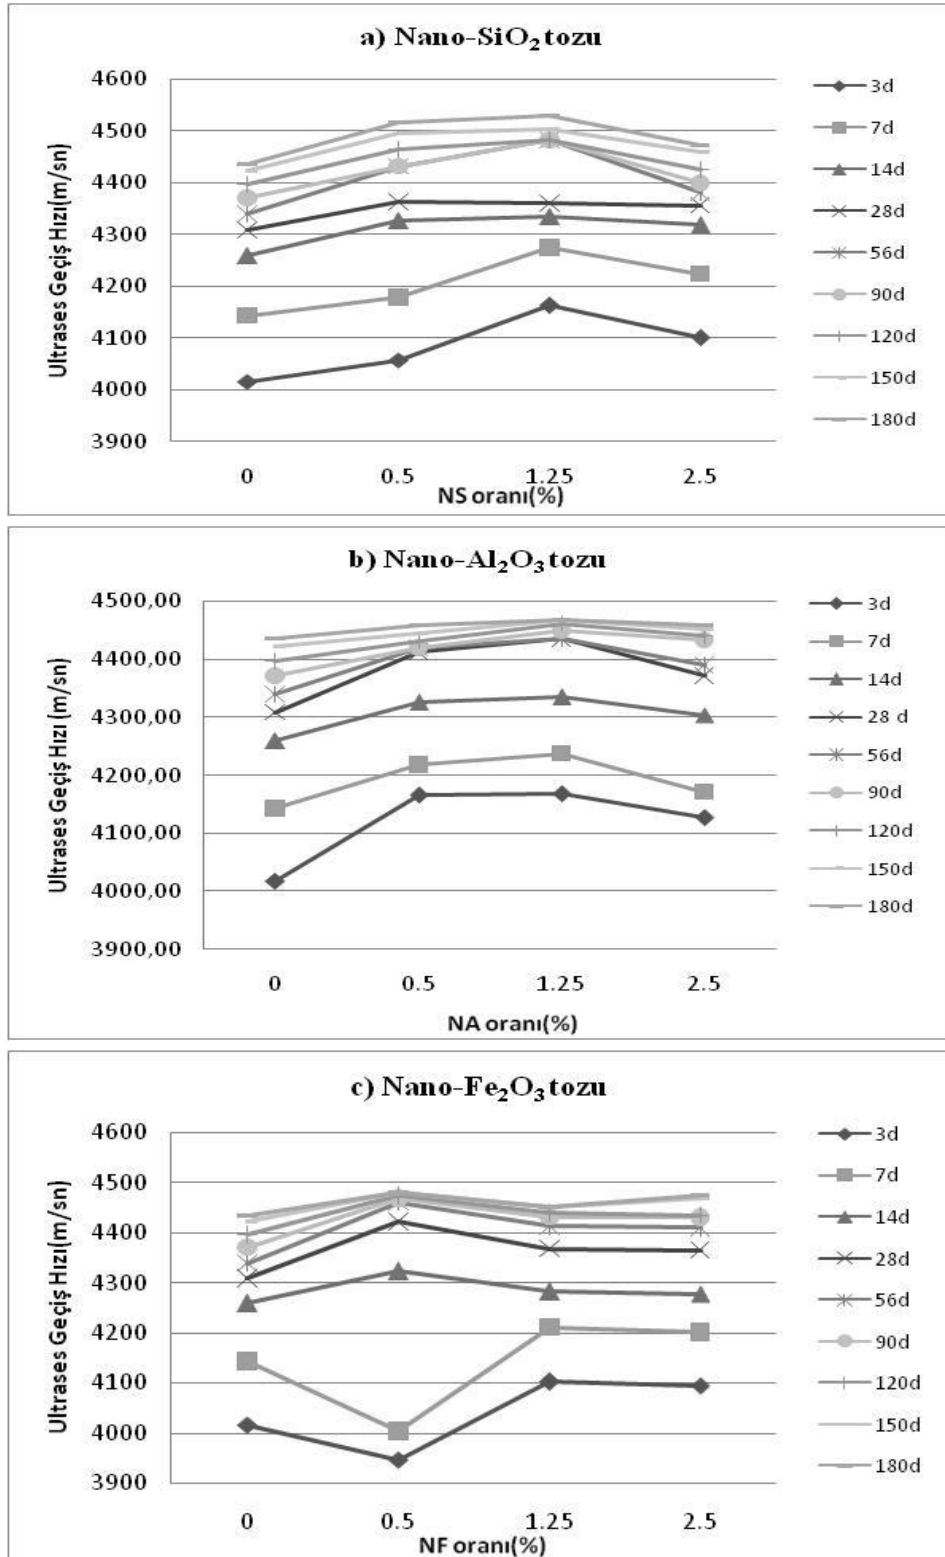 a) Nano-SiO₂ tozu
Ultrases Geçiş Hızı(m/sn)
4600
4500
4400
4300
4200
4100
4000
3900
0 0.5 1.25 2.5
NS oranı(%)
3d
7d
14d
28d
56d
90d
120d
150d
180d
b) Nano-Al₂O₃ tozu
Ultrases Geçiş Hızı (m/sn)
4500,00
4400,00
4300,00
4200,00
4100,00
4000,00
3900,00
0 0.5 1.25 2.5
NA oranı(%)
3d
7d
14d
28 d
56d
90d
120d
150d
180d
c) Nano-Fe₂O₃ tozu
Ultrases Geçiş Hızı(m/sn)
4600
4500
4400
4300
4200
4100
4000
3900
0 0.5 1.25 2.5
NF oranı(%)
3d
7d
14d
28d
56d
90d
120d
150d
180d